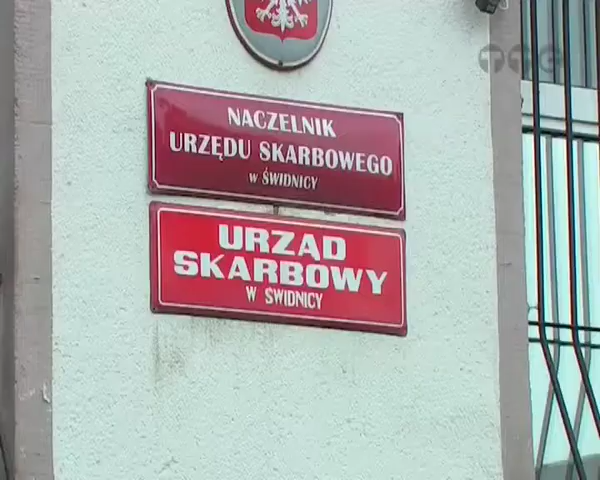 NACZELNIK
URZĘDU SKARBOWEGO
W ŚWIDNICY
URZĄD
SKARBOWY
W ŚWIDNICY